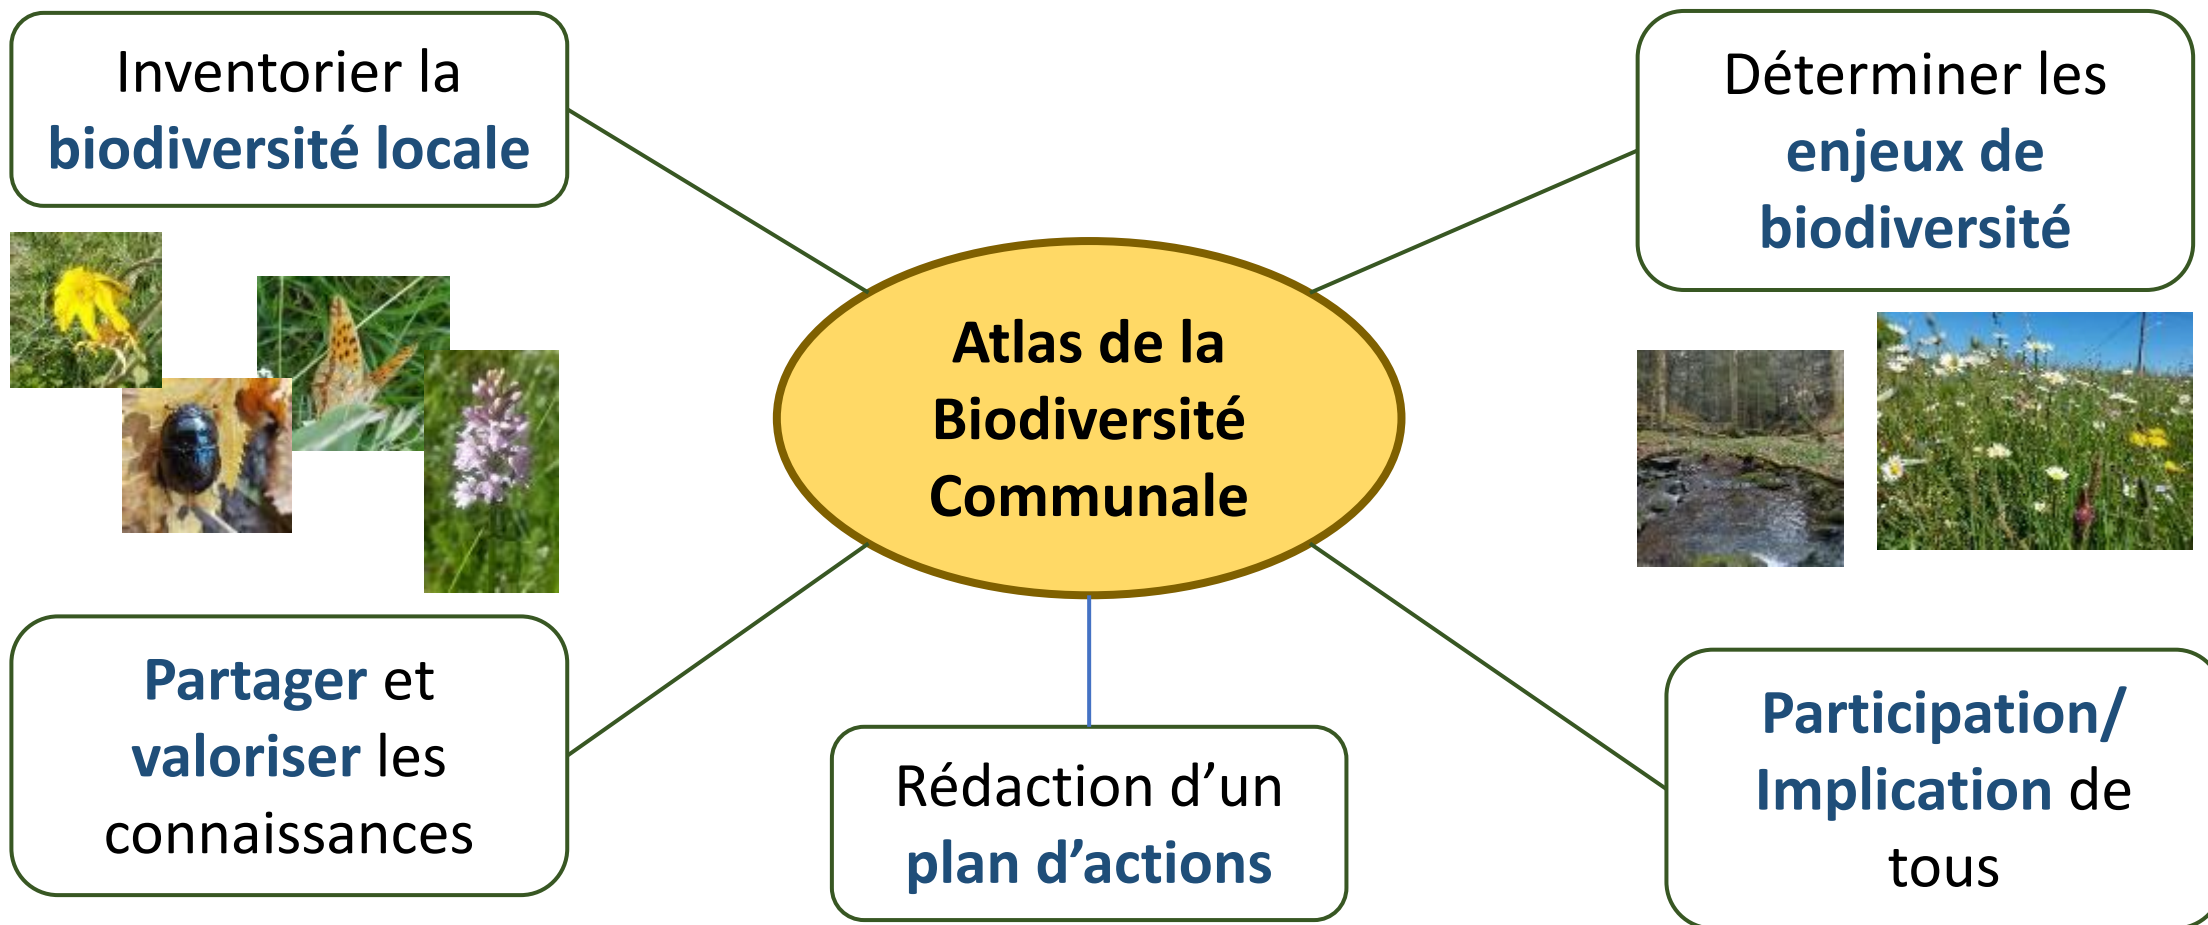 Inventorier la
biodiversité locale
Déterminer les
enjeux de
biodiversité
Atlas de la
Biodiversité
Communale
Partager et
valoriser les
connaissances
Rédaction d’un
plan d’actions
Participation/
Implication de
tous